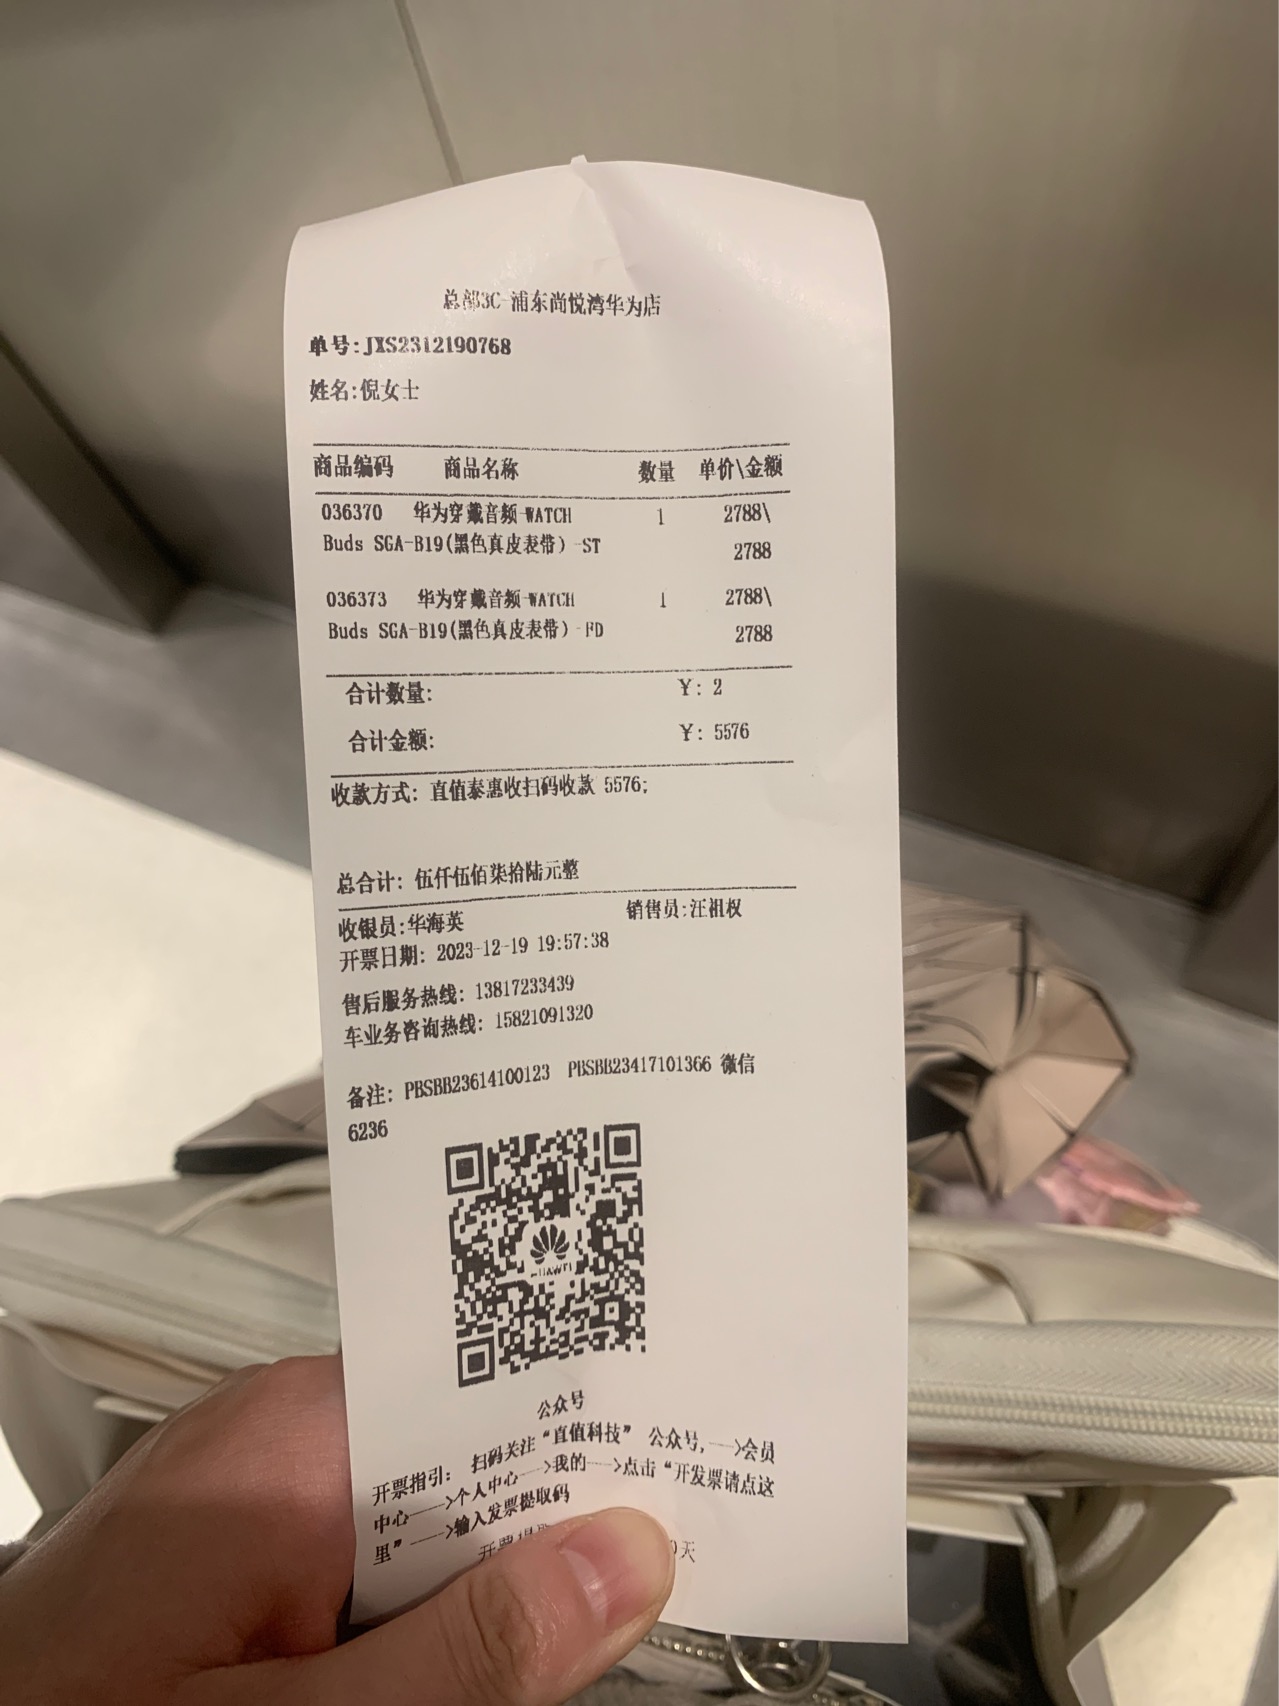 总部3C-浦东尚悦湾华为店
单号:JXS2312190768
姓名:倪女士
商品编码 商品名称 数量 单价\金额
036370 华为穿戴音频-WATCH 1 2788\
Buds SGA-B19(黑色真皮表带）-ST 2788
036373 华为穿戴音频-WATCH 1 2788\
Buds SGA-B19(黑色真皮表带）-FD 2788
合计数量: ￥: 2
合计金额: ￥: 5576
收款方式: 直值泰惠收扫码收款 5576;
总合计: 伍仟伍佰柒拾陆元整
收银员:华海英 销售员:汪祖权
开票日期: 2023-12-19 19:57:38
售后服务热线: 13817233439
车业务咨询热线: 15821091320
备注: PBSBB23614100123 PBSBB23417101366 微信
6236
HUAWEI
公众号
开票指引: 扫码关注“直值科技” 公众号, —>会员
中心——>个人中心—>我的——>点击“开发票请点这
里”——>输入发票提取码
开票提 0天